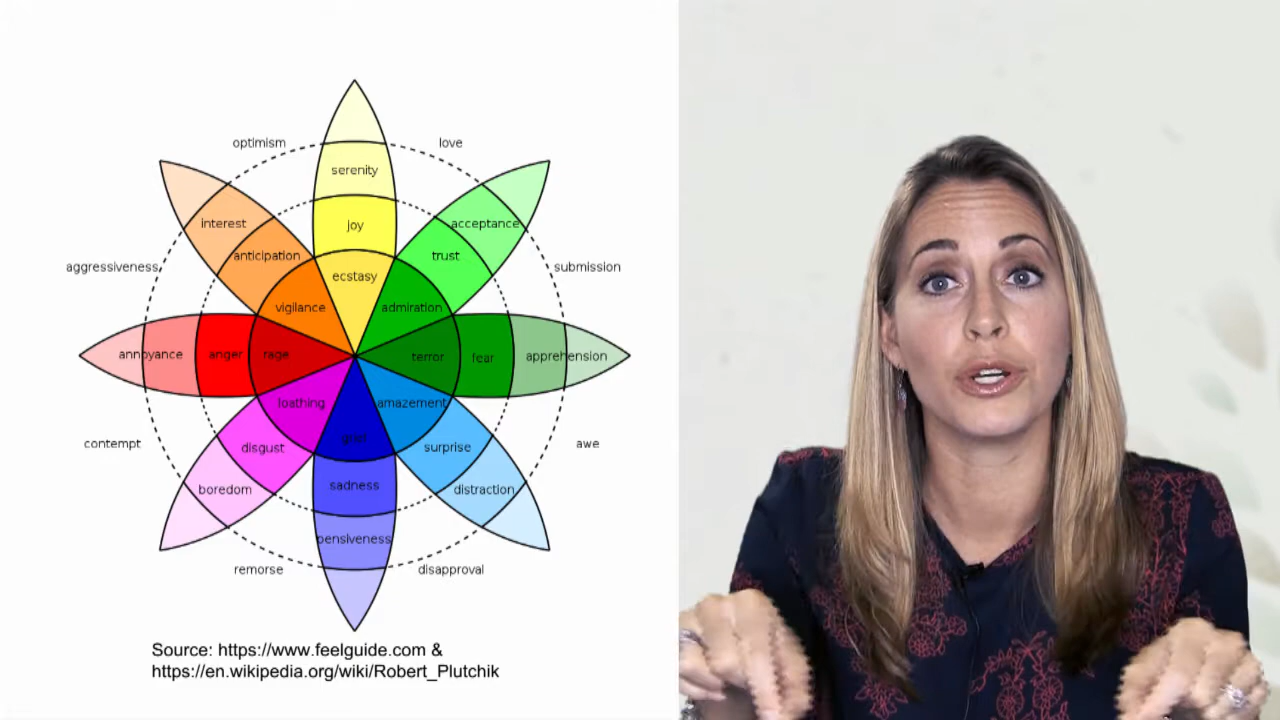 optimism
love
serenity
interest
joy
acceptance
anticipation
trust
aggressiveness
submission
ecstasy
vigilance
admiration
annoyance
anger
rage
terror
fear
apprehension
loathing
amazement
contempt
grief
awe
disgust
surprise
boredom
sadness
distraction
pensiveness
remorse
disapproval
Source: https://www.feelguide.com &
https://en.wikipedia.org/wiki/Robert_Plutchik